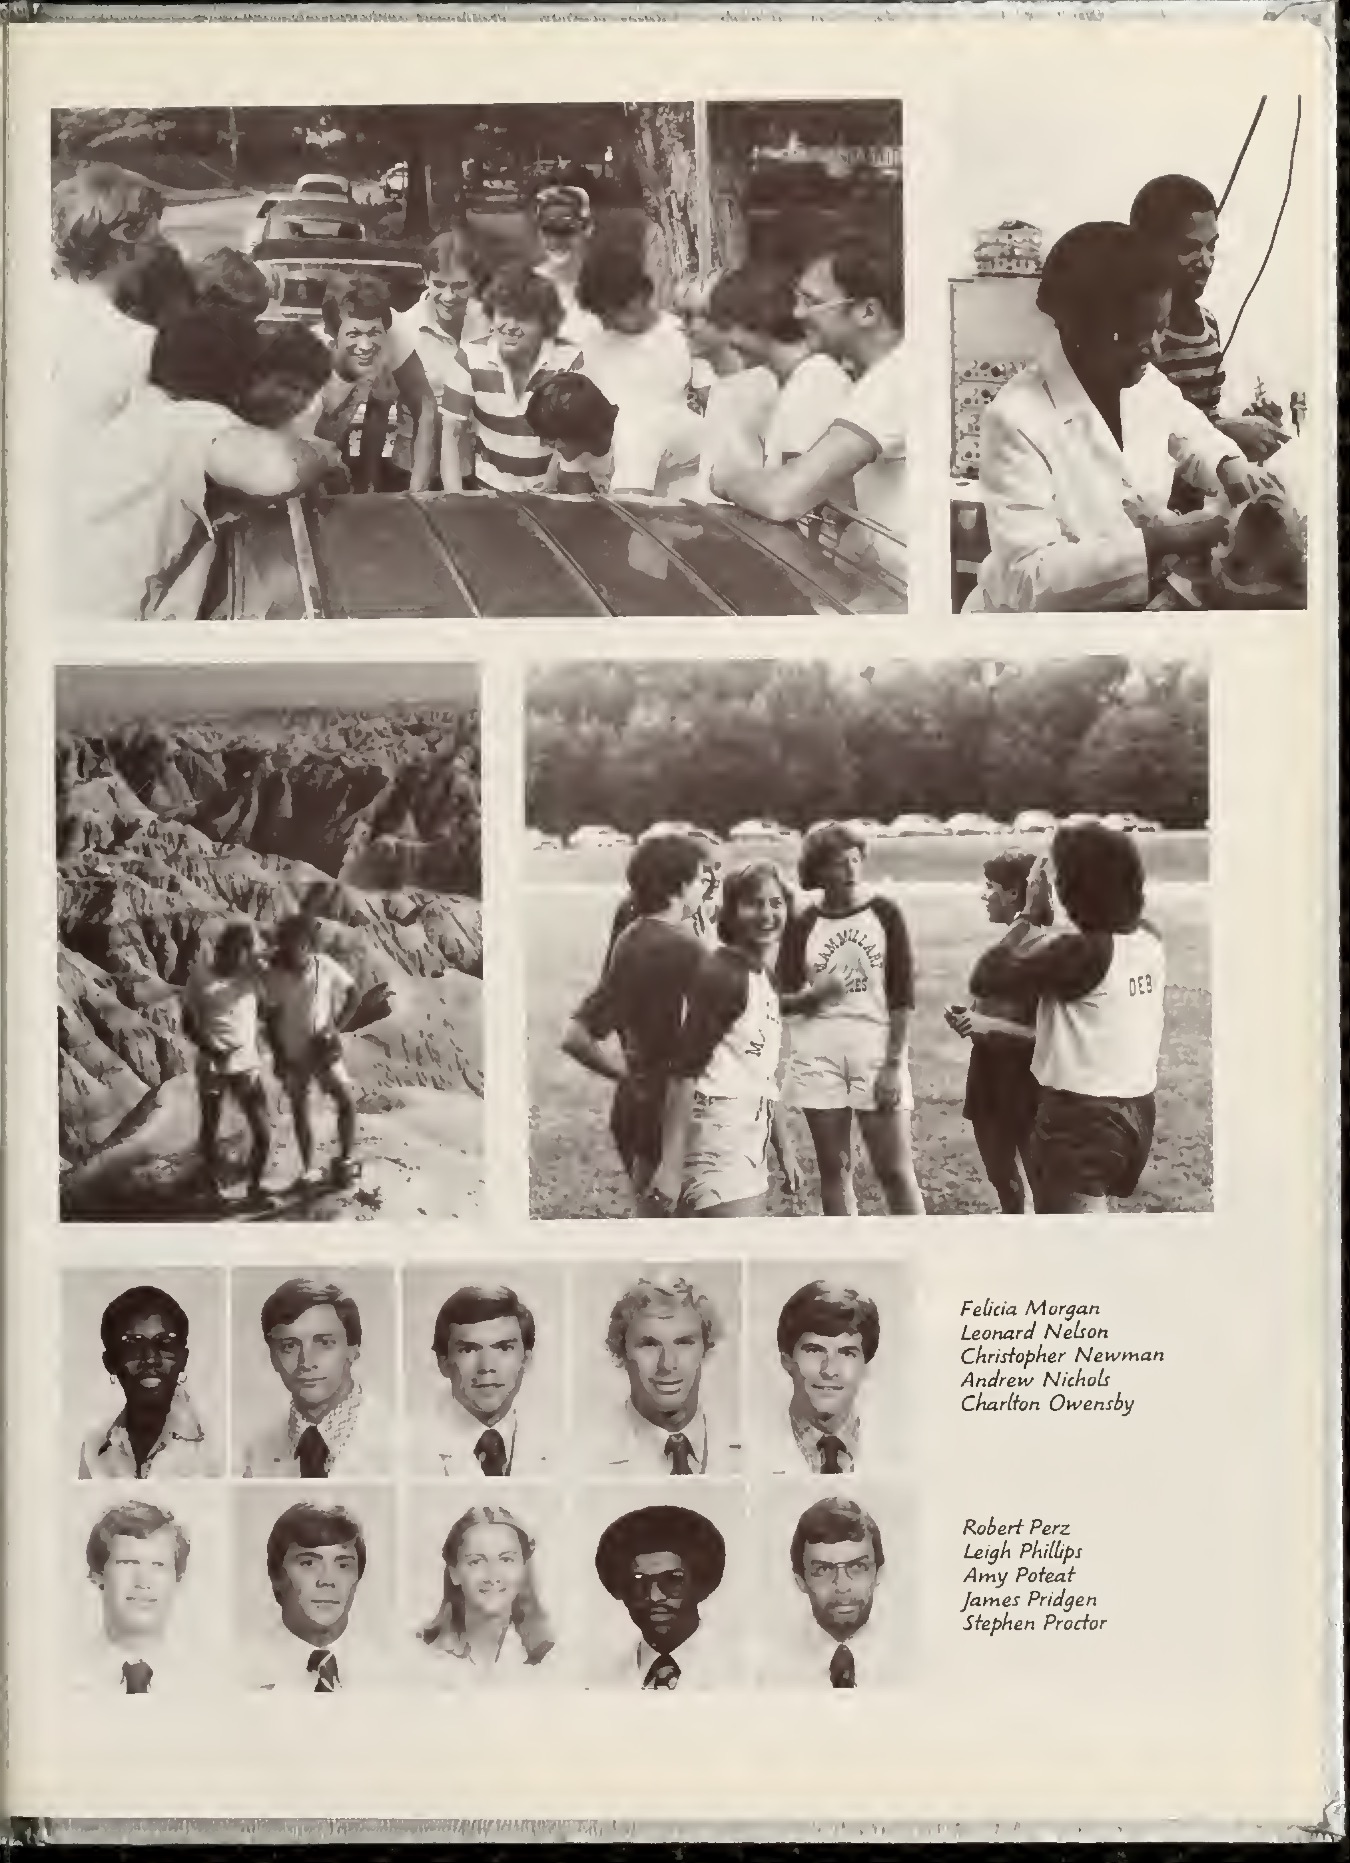 MAMMILLARY
DEB
Felicia Morgan
Leonard Nelson
Christopher Newman
Andrew Nichols
Charlton Owensby
Robert Perz
Leigh Phillips
Amy Poteat
James Pridgen
Stephen Proctor